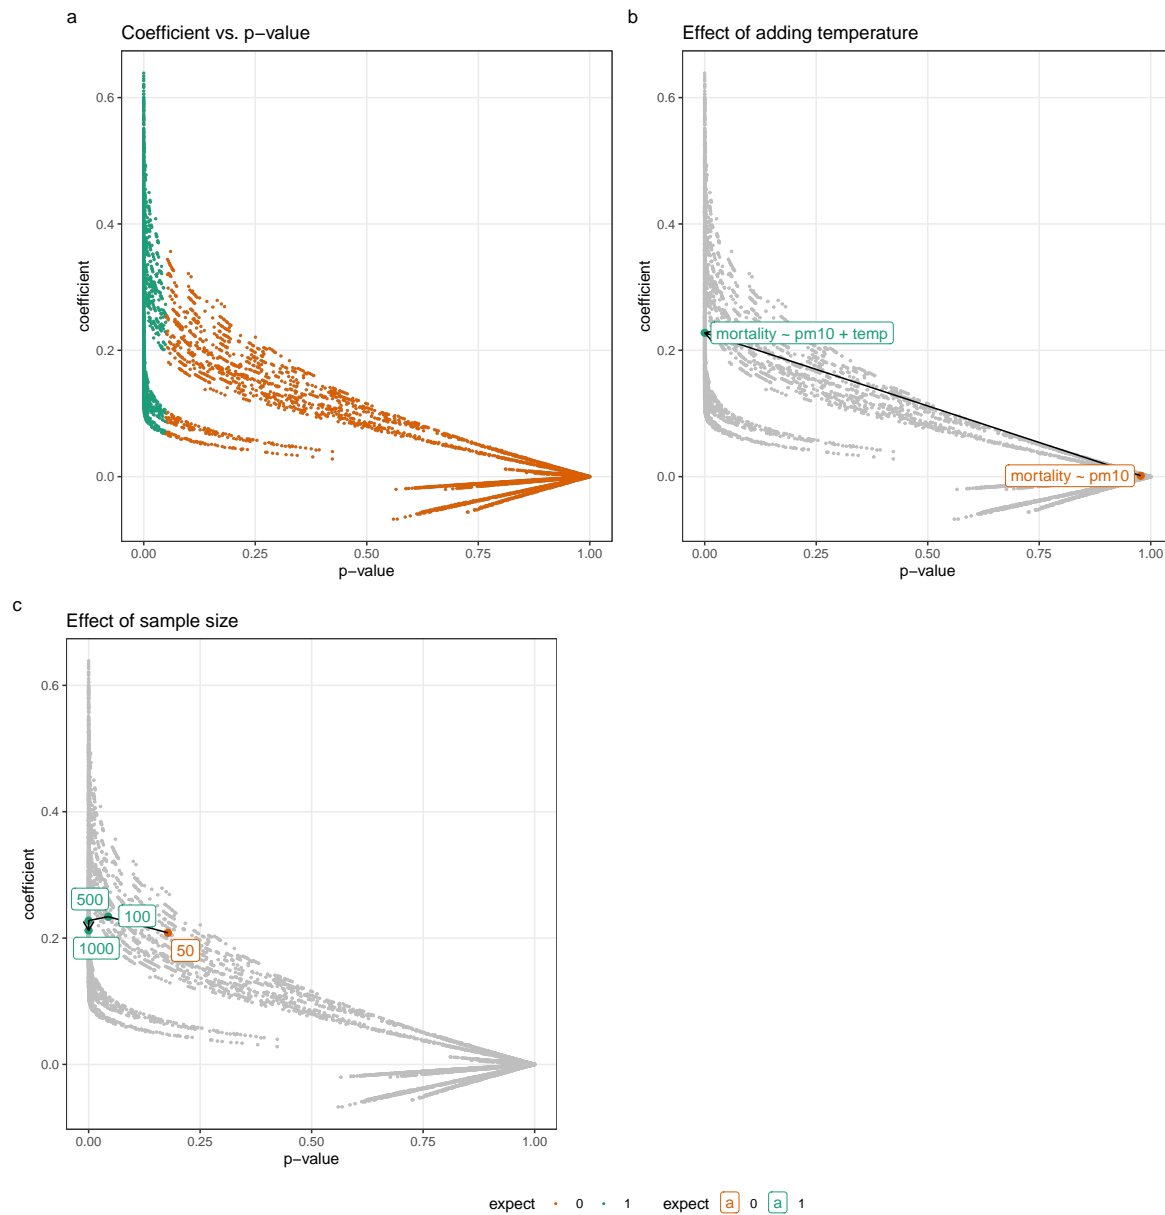 a
Coefficient vs. p−value
0.6
0.4
0.2
0.0
coefficient
0.00 0.25 0.50 0.75 1.00
p−value
b
Effect of adding temperature
0.6
0.4
0.2
0.0
coefficient
mortality ~ pm10 + temp
mortality ~ pm10
0.00 0.25 0.50 0.75 1.00
p−value
c
Effect of sample size
0.6
0.4
0.2
0.0
coefficient
500
100
1000
50
0.00 0.25 0.50 0.75 1.00
p−value
expect 0 1 expect a 0 a 1